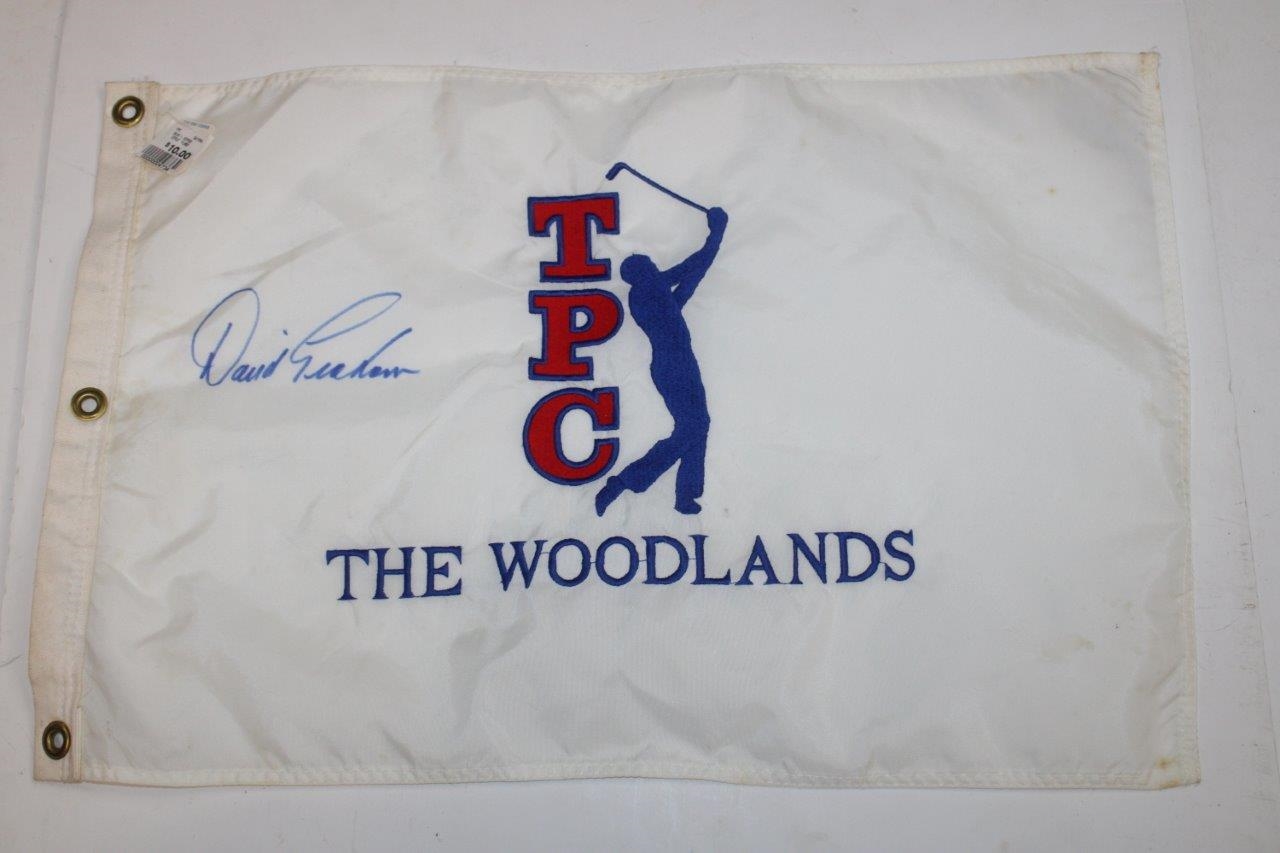 $10.00
David Graham
TPC
THE WOODLANDS